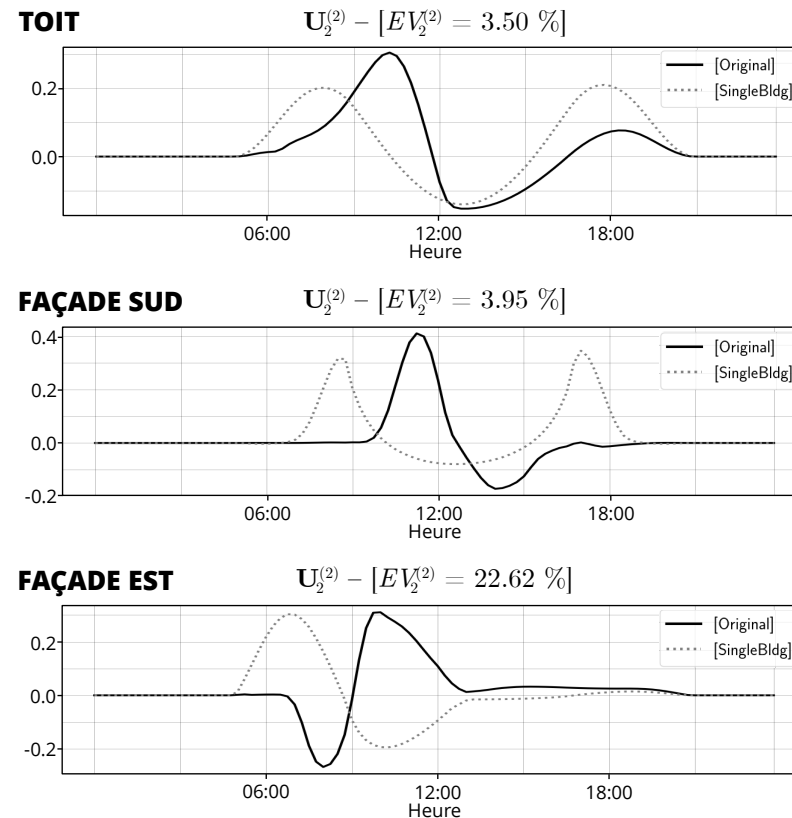 TOIT
U₂⁽²⁾ – [EV₂⁽²⁾ = 3.50 %]
[Original]
[SingleBldg]
0.2
0.0
06:00 12:00 18:00
Heure
FAÇADE SUD
U₂⁽²⁾ – [EV₂⁽²⁾ = 3.95 %]
[Original]
[SingleBldg]
0.4
0.2
0.0
-0.2
06:00 12:00 18:00
Heure
FAÇADE EST
U₂⁽²⁾ – [EV₂⁽²⁾ = 22.62 %]
[Original]
[SingleBldg]
0.2
0.0
-0.2
06:00 12:00 18:00
Heure